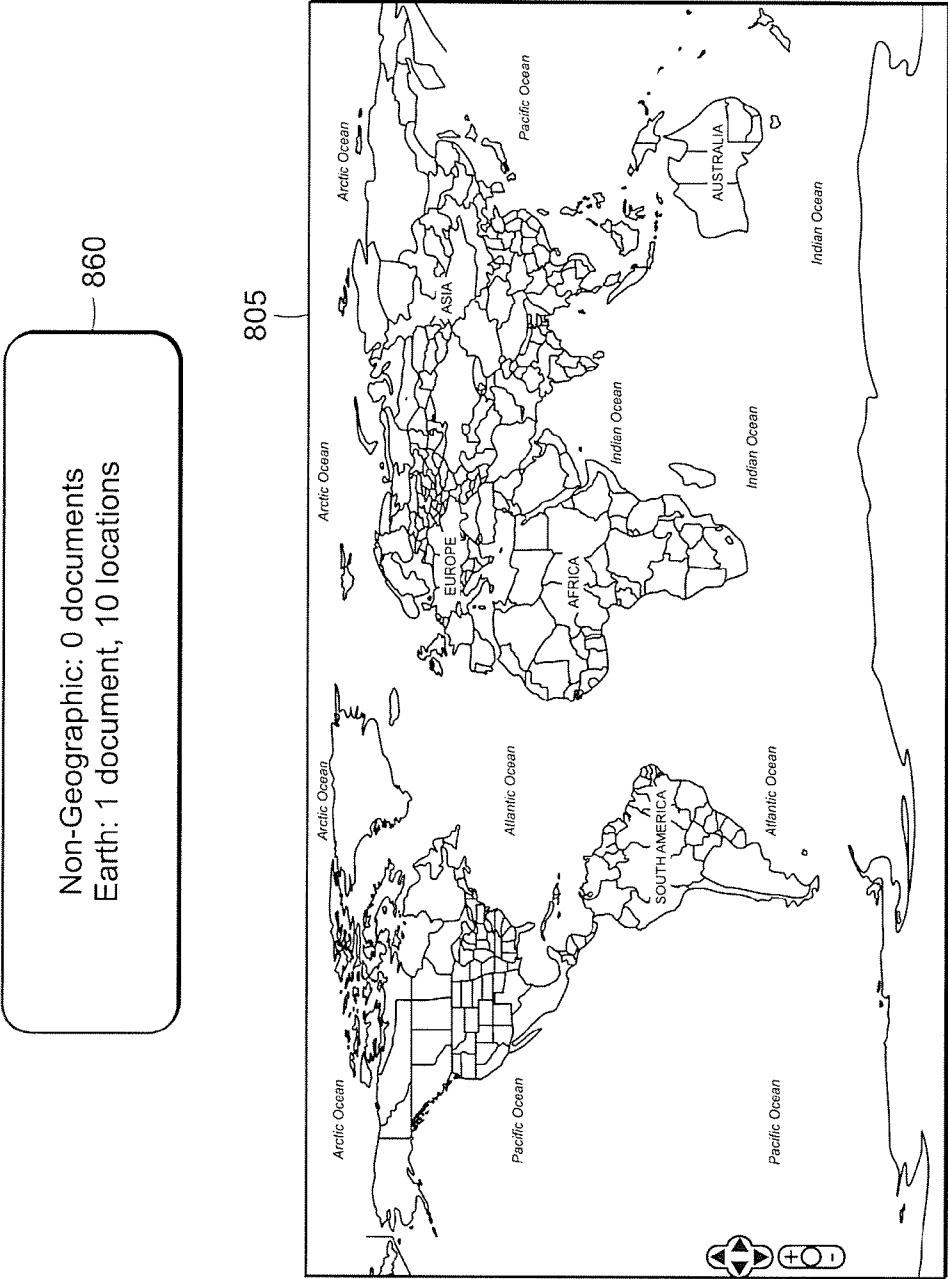 Non-Geographic: 0 documents
Earth: 1 document, 10 locations
860
805
Arctic Ocean
Arctic Ocean
Arctic Ocean
Arctic Ocean
EUROPE
ASIA
Pacific Ocean
Atlantic Ocean
Pacific Ocean
AFRICA
Indian Ocean
SOUTH AMERICA
AUSTRALIA
Pacific Ocean
Atlantic Ocean
Indian Ocean
Indian Ocean
+
-